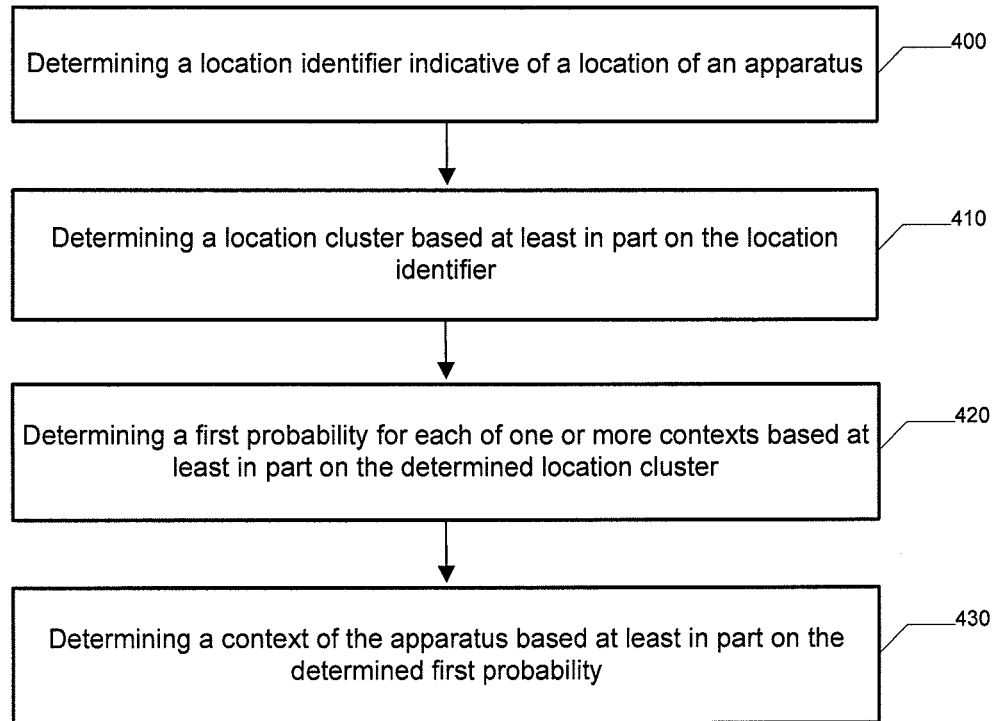 Determining a location identifier indicative of a location of an apparatus
400
Determining a location cluster based at least in part on the location
identifier
410
Determining a first probability for each of one or more contexts based at
least in part on the determined location cluster
420
Determining a context of the apparatus based at least in part on the
determined first probability
430